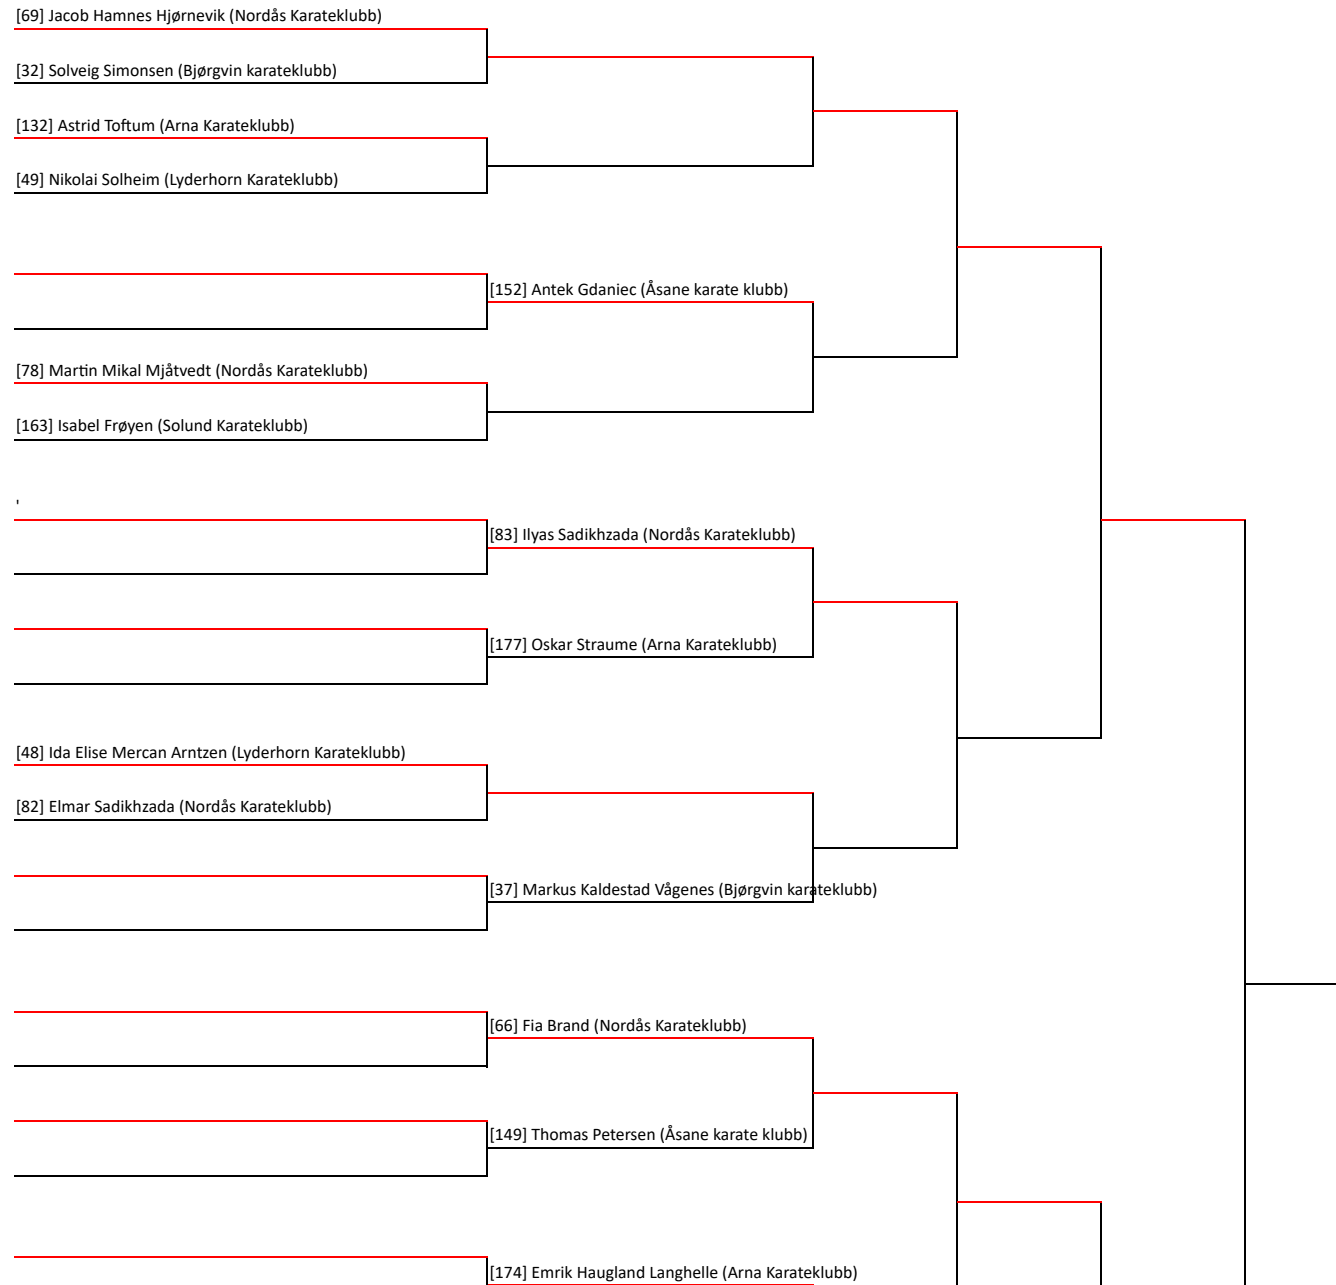 [69] Jacob Hamnes Hjørnevik (Nordås Karateklubb)
[32] Solveig Simonsen (Bjørgvin karateklubb)
[132] Astrid Toftum (Arna Karateklubb)
[49] Nikolai Solheim (Lyderhorn Karateklubb)
[152] Antek Gdaniec (Åsane karate klubb)
[78] Martin Mikal Mjåtvedt (Nordås Karateklubb)
[163] Isabel Frøyen (Solund Karateklubb)
'
[83] Ilyas Sadikhzada (Nordås Karateklubb)
[177] Oskar Straume (Arna Karateklubb)
[48] Ida Elise Mercan Arntzen (Lyderhorn Karateklubb)
[82] Elmar Sadikhzada (Nordås Karateklubb)
[37] Markus Kaldestad Vågenes (Bjørgvin karateklubb)
[66] Fia Brand (Nordås Karateklubb)
[149] Thomas Petersen (Åsane karate klubb)
[174] Emrik Haugland Langhelle (Arna Karateklubb)